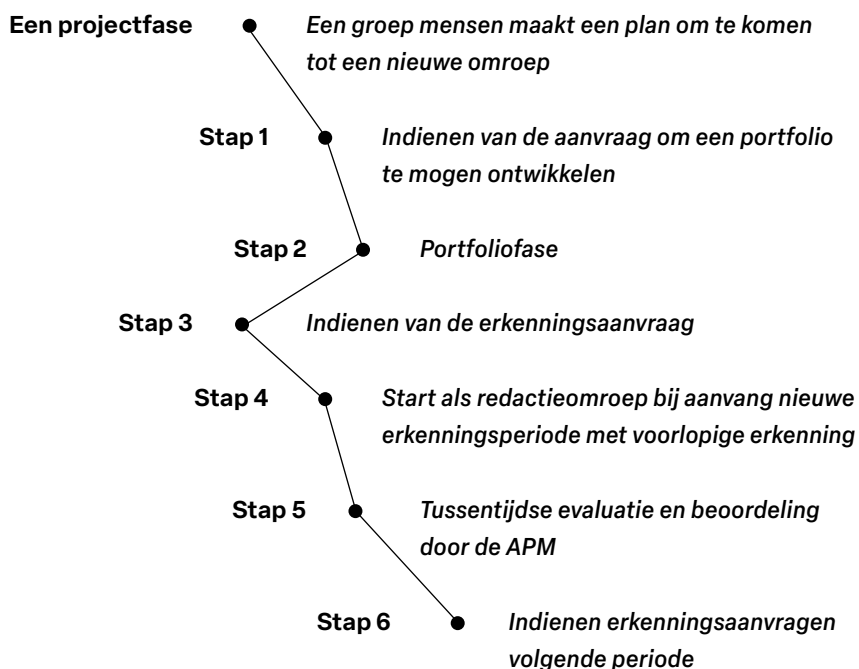 Een projectfase Een groep mensen maakt een plan om te komen
tot een nieuwe omroep
Stap 1 Indienen van de aanvraag om een portfolio
te mogen ontwikkelen
Stap 2 Portfoliofase
Stap 3 Indienen van de erkenningsaanvraag
Stap 4 Start als redactieomroep bij aanvang nieuwe
erkenningsperiode met voorlopige erkenning
Stap 5 Tussentijdse evaluatie en beoordeling
door de APM
Stap 6 Indienen erkenningsaanvragen
volgende periode